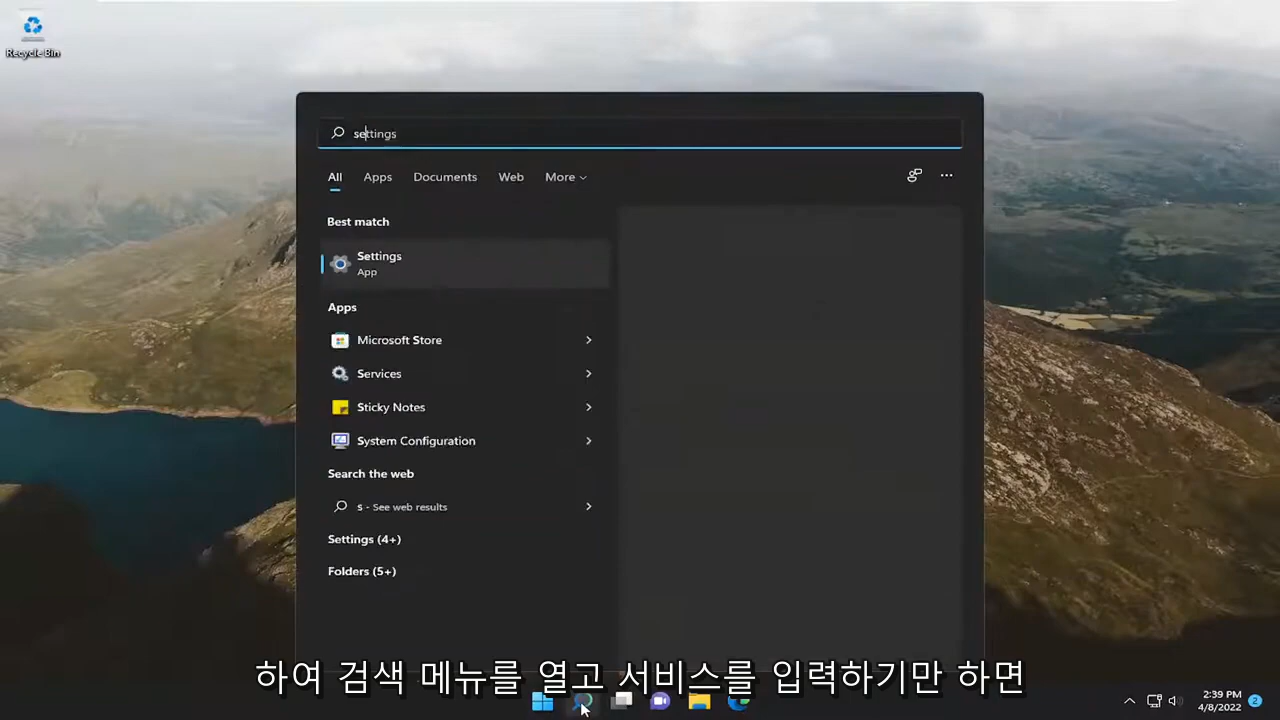 Recycle Bin
settings
All
Apps
Documents
Web
More
Best match
Settings
App
Apps
Microsoft Store
Services
Sticky Notes
System Configuration
Search the web
s - See web results
Settings (4+)
Folders (5+)
하여 검색 메뉴를 열고 서비스를 입력하기만 하면
2:39 PM
4/8/2022
2